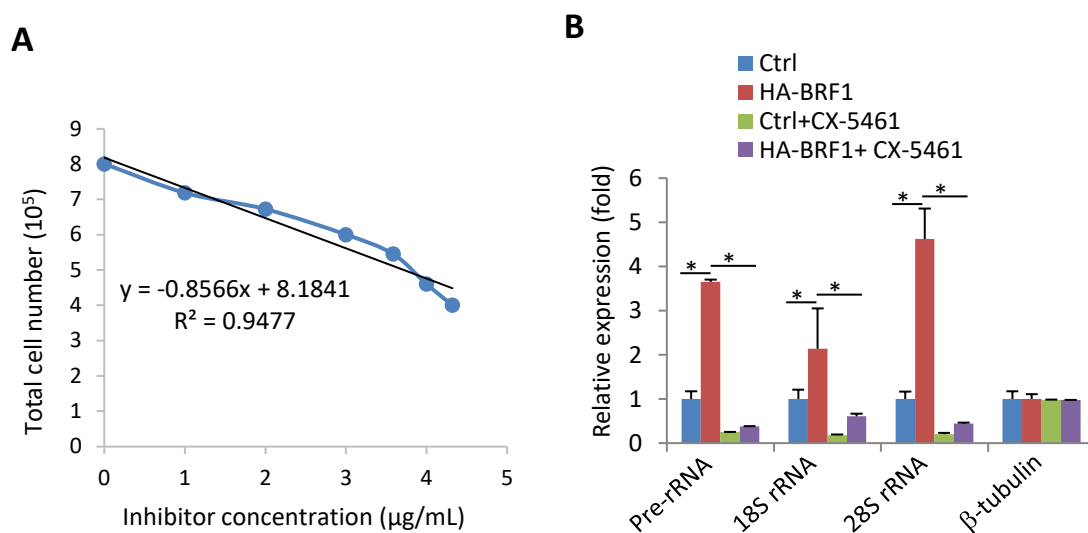 A
Total cell number (10⁵)
9
8
7
6
5
4
3
2
1
0
y = -0.8566x + 8.1841
R² = 0.9477
0 1 2 3 4 5
Inhibitor concentration (µg/mL)
B
Ctrl
HA-BRF1
Ctrl+CX-5461
HA-BRF1+ CX-5461
Relative expression (fold)
6
5
4
3
2
1
0
* *
* *
* *
Pre-rRNA
18S rRNA
28S rRNA
β-tubulin